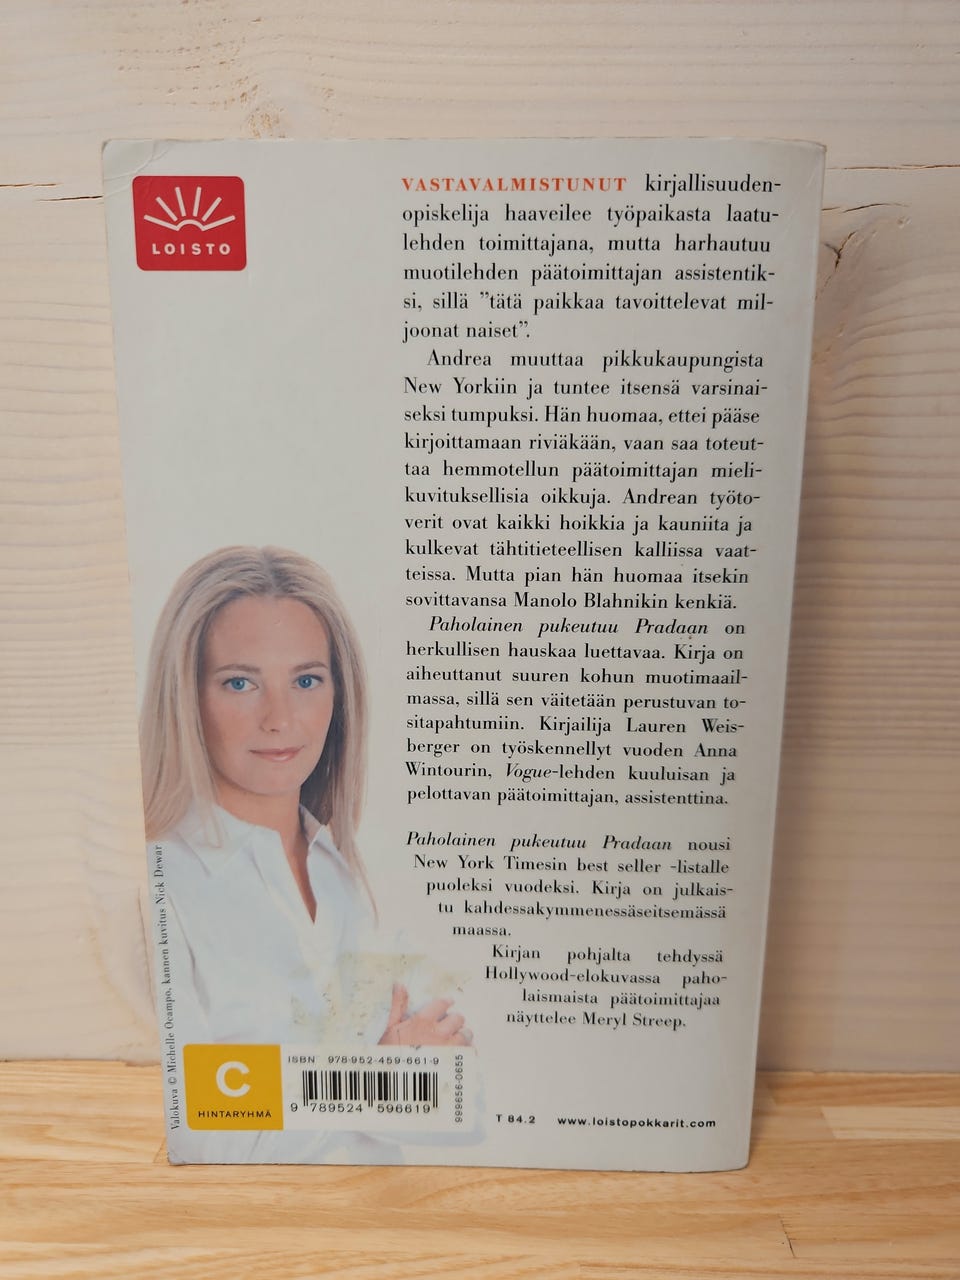 LOISTO
VASTAVALMISTUNUT kirjallisuuden-
opiskelija haaveilee työpaikasta laatu-
lehden toimittajana, mutta harhautuu
muotilehden päätoimittajan assistentik-
si, sillä ”tätä paikkaa tavoittelevat mil-
joonat naiset”.
Andrea muuttaa pikkukaupungista
New Yorkiin ja tuntee itsensä varsinai-
seksi tumpuksi. Hän huomaa, ettei pääse
kirjoittamaan riviäkään, vaan saa toteut-
taa hemmotellun päätoimittajan mieli-
kuvituksellisia oikkuja. Andrean työto-
verit ovat kaikki hoikkia ja kauniita ja
kulkevat tähtitieteellisen kalliissa vaat-
teissa. Mutta pian hän huomaa itsekin
sovittavansa Manolo Blahnikin kenkiä.
Paholainen pukeutuu Pradaan on
herkullisen hauskaa luettavaa. Kirja on
aiheuttanut suuren kohun muotimaail-
massa, sillä sen väitetään perustuvan to-
sitapahtumiin. Kirjailija Lauren Weis-
berger on työskennellyt vuoden Anna
Wintourin, Vogue-lehden kuuluisan ja
pelottavan päätoimittajan, assistenttina.
Paholainen pukeutuu Pradaan nousi
New York Timesin best seller -listalle
puoleksi vuodeksi. Kirja on julkais-
tu kahdessakymmenessäseitsemässä
maassa.
Kirjan pohjalta tehdyssä
Hollywood-elokuvassa paho-
laismaista päätoimittajaa
näyttelee Meryl Streep.
Valokuva © Michelle Ocampo, kannen kuvitus Nick Dewar
C
HINTARYHMÄ
ISBN 978-952-459-661-9
9 789524 596619
999656-0655
T 84.2 www.loistopokkarit.com